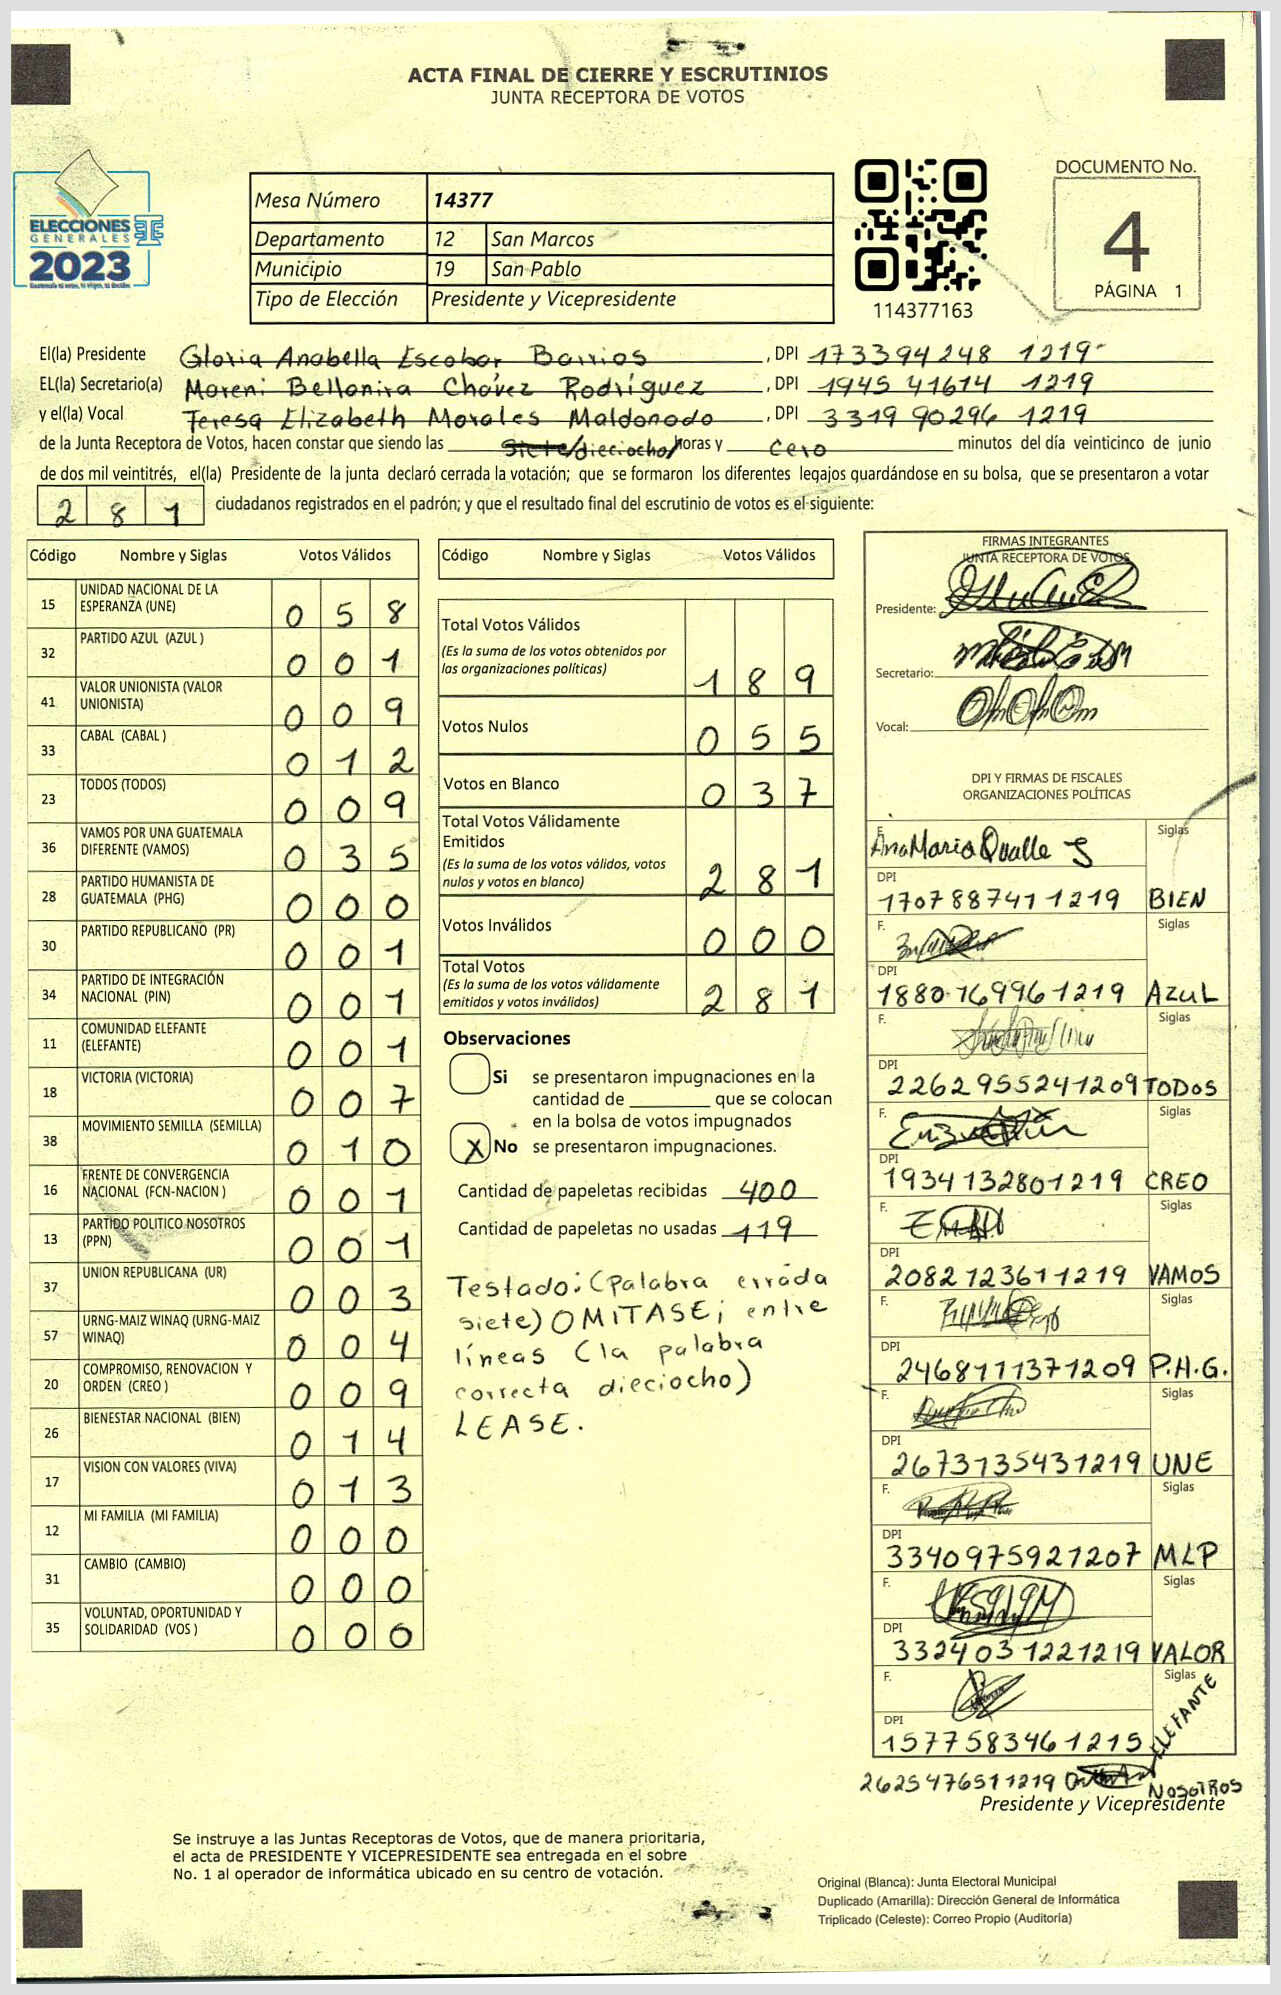 ACTA FINAL DE CIERRE Y ESCRUTINIOS
JUNTA RECEPTORA DE VOTOS
ELECCIONES
GENERALES
2023
Mesa Número 14377
Departamento 12 San Marcos
Municipio 19 San Pablo
Tipo de Elección Presidente y Vicepresidente
114377163
DOCUMENTO No.
4
PÁGINA 1
El(la) Presidente Gloria Anabella Escobar Barrios, DPI 173394248 1219
EL(la) Secretario(a) Moreni Bellanira Chávez Rodríguez, DPI 1945 41614 1219
y el(la) Vocal Teresa Elizabeth Morales Maldonado, DPI 3319 90296 1219
de la Junta Receptora de Votos, hacen constar que siendo las siete/dieciocho/ horas y cero minutos del día veinticinco de junio
de dos mil veintitrés, el(la) Presidente de la junta declaró cerrada la votación; que se formaron los diferentes legajos guardándose en su bolsa, que se presentaron a votar
2 8 1 ciudadanos registrados en el padrón; y que el resultado final del escrutinio de votos es el siguiente:
Código Nombre y Siglas Votos Válidos
15 UNIDAD NACIONAL DE LA ESPERANZA (UNE) 0 5 8
32 PARTIDO AZUL (AZUL ) 0 0 1
41 VALOR UNIONISTA (VALOR UNIONISTA) 0 0 9
33 CABAL (CABAL ) 0 1 2
23 TODOS (TODOS) 0 0 9
36 VAMOS POR UNA GUATEMALA DIFERENTE (VAMOS) 0 3 5
28 PARTIDO HUMANISTA DE GUATEMALA (PHG) 0 0 0
30 PARTIDO REPUBLICANO (PR) 0 0 1
34 PARTIDO DE INTEGRACIÓN NACIONAL (PIN) 0 0 1
11 COMUNIDAD ELEFANTE (ELEFANTE) 0 0 1
18 VICTORIA (VICTORIA) 0 0 7
38 MOVIMIENTO SEMILLA (SEMILLA) 0 1 0
16 FRENTE DE CONVERGENCIA NACIONAL (FCN-NACION ) 0 0 1
13 PARTIDO POLITICO NOSOTROS (PPN) 0 0 1
37 UNION REPUBLICANA (UR) 0 0 3
57 URNG-MAIZ WINAQ (URNG-MAIZ WINAQ) 0 0 4
20 COMPROMISO, RENOVACION Y ORDEN (CREO ) 0 0 9
26 BIENESTAR NACIONAL (BIEN) 0 1 4
17 VISION CON VALORES (VIVA) 0 1 3
12 MI FAMILIA (MI FAMILIA) 0 0 0
31 CAMBIO (CAMBIO) 0 0 0
35 VOLUNTAD, OPORTUNIDAD Y SOLIDARIDAD (VOS ) 0 0 0
Código Nombre y Siglas Votos Válidos
Total Votos Válidos
(Es la suma de los votos obtenidos por
las organizaciones políticas) 1 8 9
Votos Nulos 0 5 5
Votos en Blanco 0 3 7
Total Votos Válidamente
Emitidos
(Es la suma de los votos válidos, votos
nulos y votos en blanco) 2 8 1
Votos Inválidos 0 0 0
Total Votos
(Es la suma de los votos válidamente
emitidos y votos inválidos) 2 8 1
Observaciones
Si se presentaron impugnaciones en la
cantidad de ________ que se colocan
en la bolsa de votos impugnados
X No se presentaron impugnaciones.
Cantidad de papeletas recibidas 400
Cantidad de papeletas no usadas 119
Testado: (palabra errada
siete) OMITASE; entre
líneas (la palabra
correcta dieciocho)
LEASE.
FIRMAS INTEGRANTES
JUNTA RECEPTORA DE VOTOS
Presidente:
Secretario:
Vocal:
DPI Y FIRMAS DE FISCALES
ORGANIZACIONES POLÍTICAS
F. Ana Maria Ovalle Siglas
DPI
1707887411219 BIEN
F. Siglas
DPI
1880169961219 AZUL
F. Siglas
DPI
2262955241209 TODOS
F. Siglas
DPI
1934132801219 CREO
F. Siglas
DPI
2082123611219 VAMOS
F. Siglas
DPI
2468111371209 P.H.G.
F. Siglas
DPI
2673135431219 UNE
F. Siglas
DPI
3340975921207 MLP
F. Siglas
DPI
3324031221219 VALOR
F. Siglas
DPI
1577583461215 ELEFANTE
2625476511219 NOSOTROS
Presidente y Vicepresidente
Se instruye a las Juntas Receptoras de Votos, que de manera prioritaria,
el acta de PRESIDENTE Y VICEPRESIDENTE sea entregada en el sobre
No. 1 al operador de informática ubicado en su centro de votación.
Original (Blanca): Junta Electoral Municipal
Duplicado (Amarilla): Dirección General de Informática
Triplicado (Celeste): Correo Propio (Auditoría)